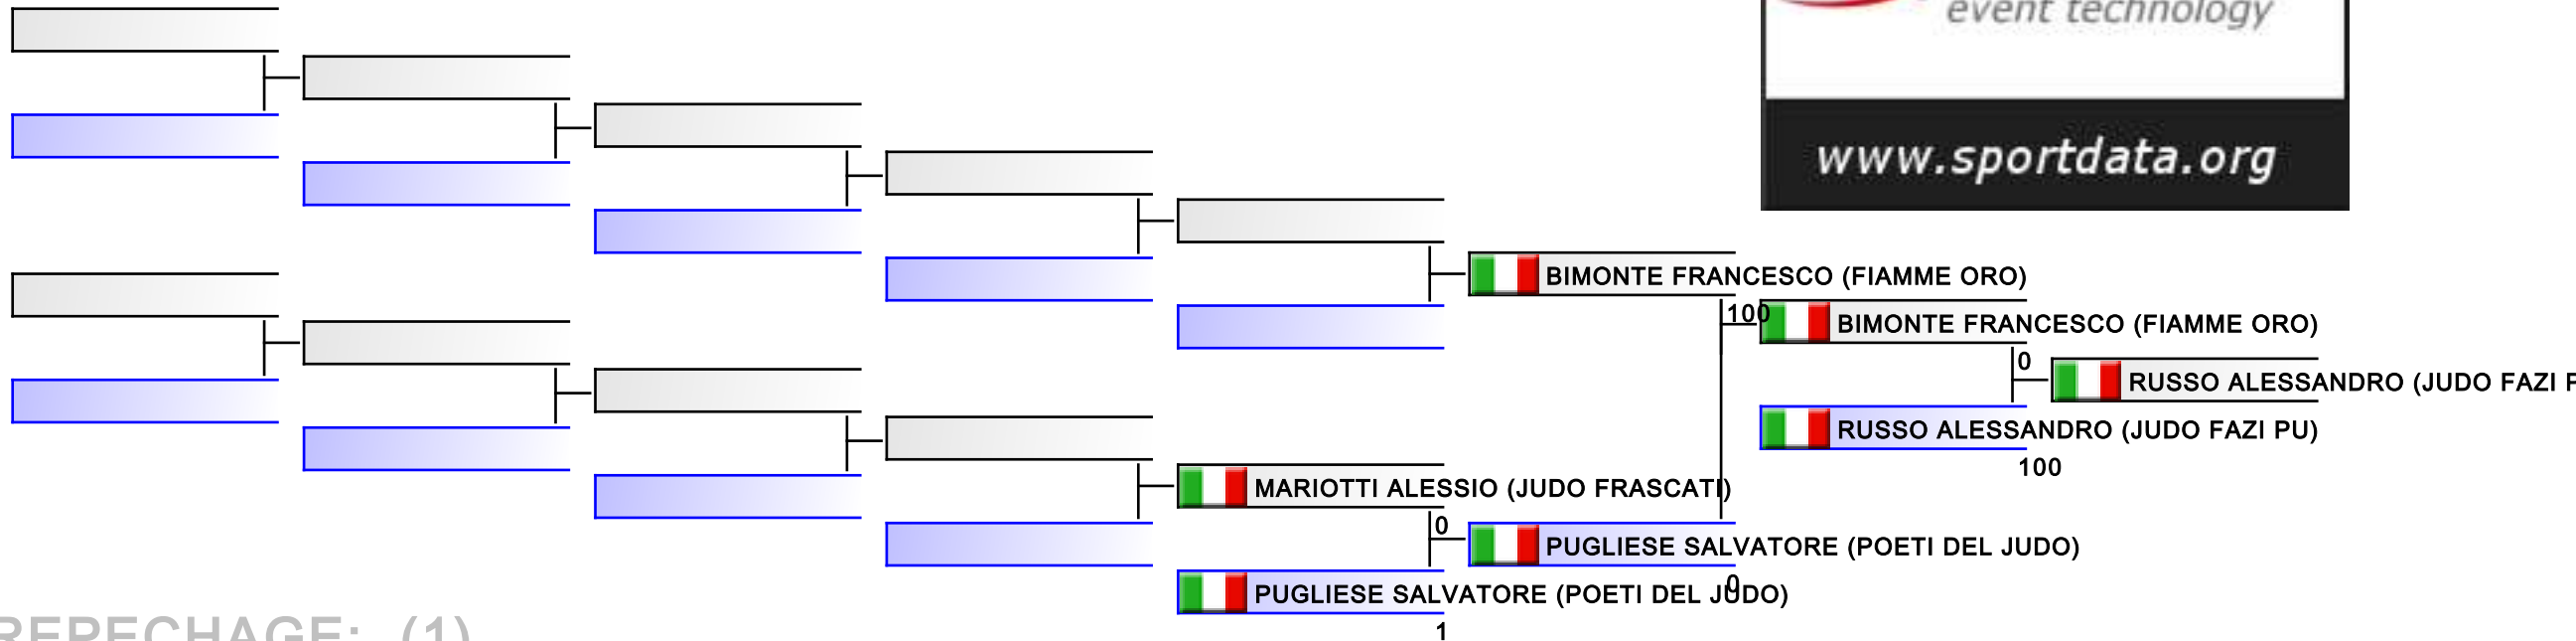 event technology
www.sportdata.org
BIMONTE FRANCESCO (FIAMME ORO)
100
BIMONTE FRANCESCO (FIAMME ORO)
0
RUSSO ALESSANDRO (JUDO FAZI
RUSSO ALESSANDRO (JUDO FAZI PU)
100
MARIOTTI ALESSIO (JUDO FRASCATI)
0
PUGLIESE SALVATORE (POETI DEL JUDO)
0
PUGLIESE SALVATORE (POETI DEL JUDO)
1
REPECHAGE: (1)